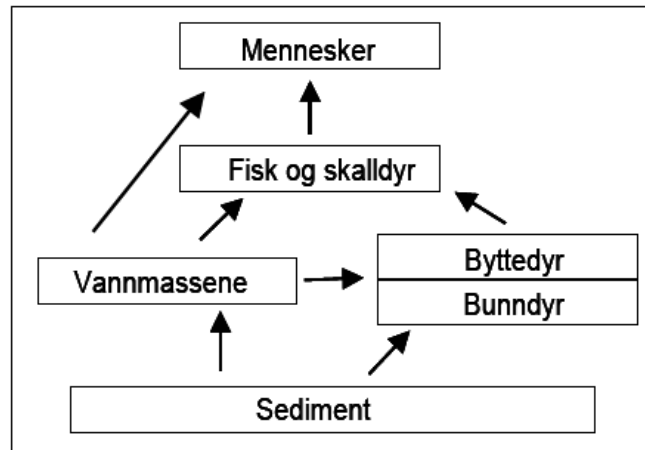 Mennesker
Fisk og skalldyr
Vannmassene
Byttedyr
Bunndyr
Sediment